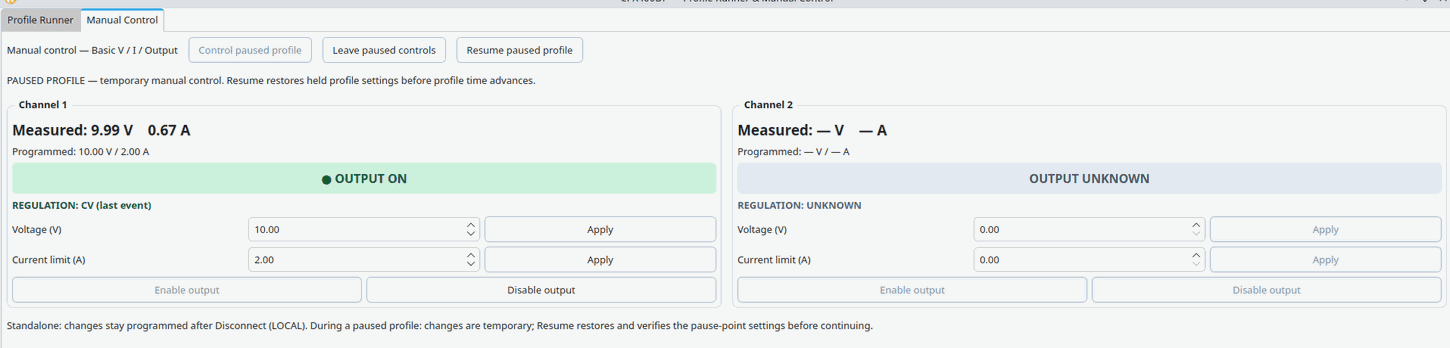 Profile Runner Manual Control
Manual control — Basic V / I / Output Control paused profile Leave paused controls Resume paused profile
PAUSED PROFILE — temporary manual control. Resume restores held profile settings before profile time advances.
Channel 1
Measured: 9.99 V 0.67 A
Programmed: 10.00 V / 2.00 A
● OUTPUT ON
REGULATION: CV (last event)
Voltage (V) 10.00 Apply
Current limit (A) 2.00 Apply
Enable output Disable output
Channel 2
Measured: — V — A
Programmed: — V / — A
OUTPUT UNKNOWN
REGULATION: UNKNOWN
Voltage (V) 0.00 Apply
Current limit (A) 0.00 Apply
Enable output Disable output
Standalone: changes stay programmed after Disconnect (LOCAL). During a paused profile: changes are temporary; Resume restores and verifies the pause-point settings before continuing.